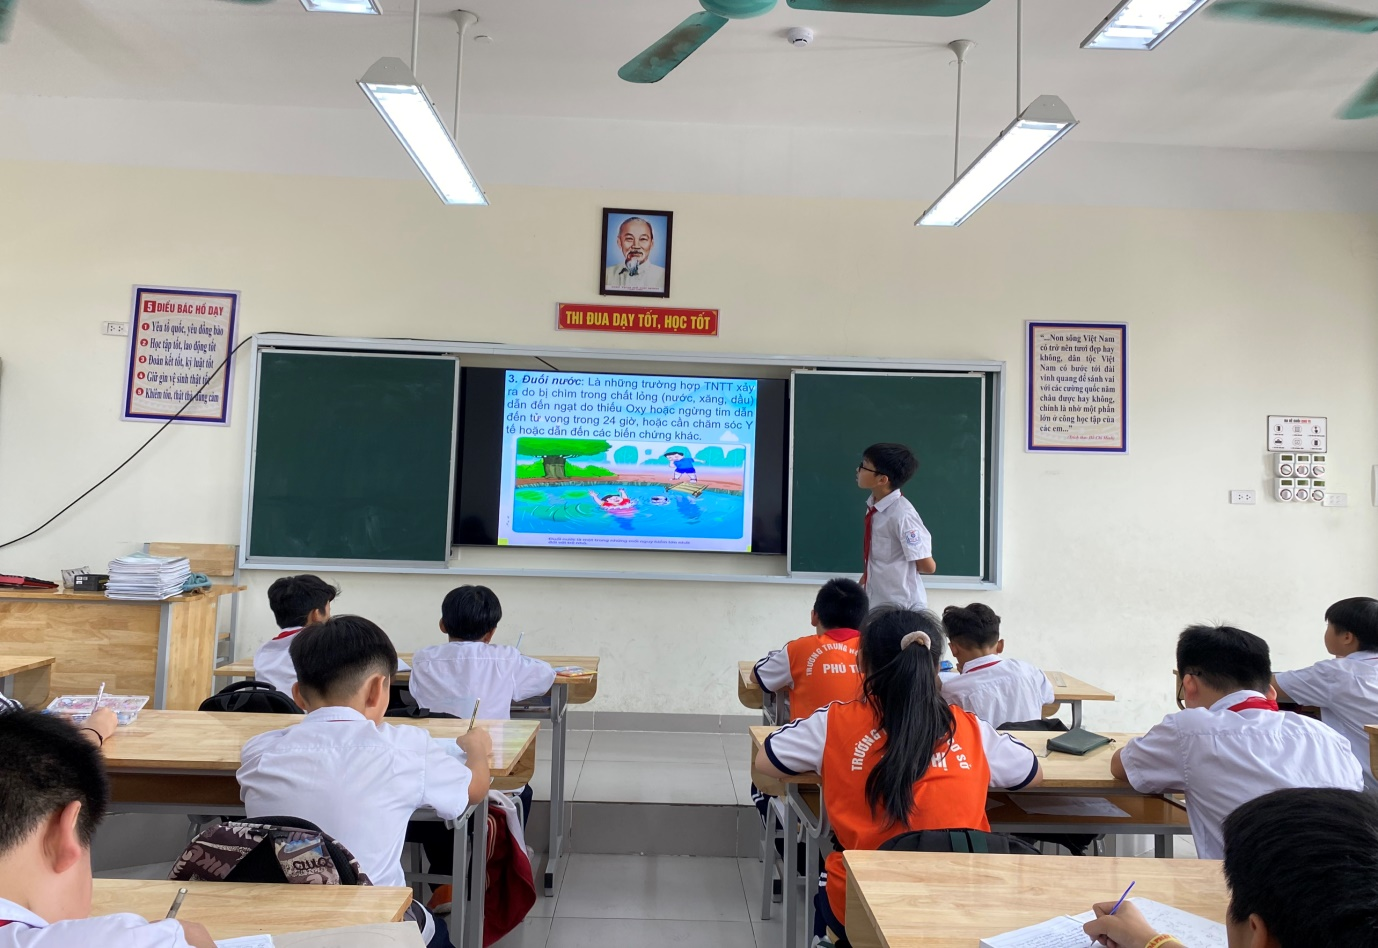 THI ĐUA DẠY TỐT, HỌC TỐT
5 ĐIỀU BÁC HỒ DẠY
1 Yêu tổ quốc, yêu đồng bào
2 Học tập tốt, lao động tốt
3 Đoàn kết tốt, kỷ luật tốt
4 Giữ gìn vệ sinh thật tốt
5 Khiêm tốn, thật thà, dũng cảm
3. Đuối nước: Là những trường hợp TNTT xảy
ra do bị chìm trong chất lỏng (nước, xăng, dầu)
dẫn đến ngạt do thiếu Oxy hoặc ngừng tim dẫn
đến tử vong trong 24 giờ, hoặc cần chăm sóc Y
tế hoặc dẫn đến các biến chứng khác.
"...Non sông Việt Nam
có trở nên tươi đẹp hay
không, dân tộc Việt
Nam có bước tới đài
vinh quang để sánh vai
với các cường quốc năm
châu được hay không,
chính là nhờ một phần
lớn ở công học tập của
các em..."
TRƯỜNG TRUNG
PHÚ
TRƯỜNG
SỞ